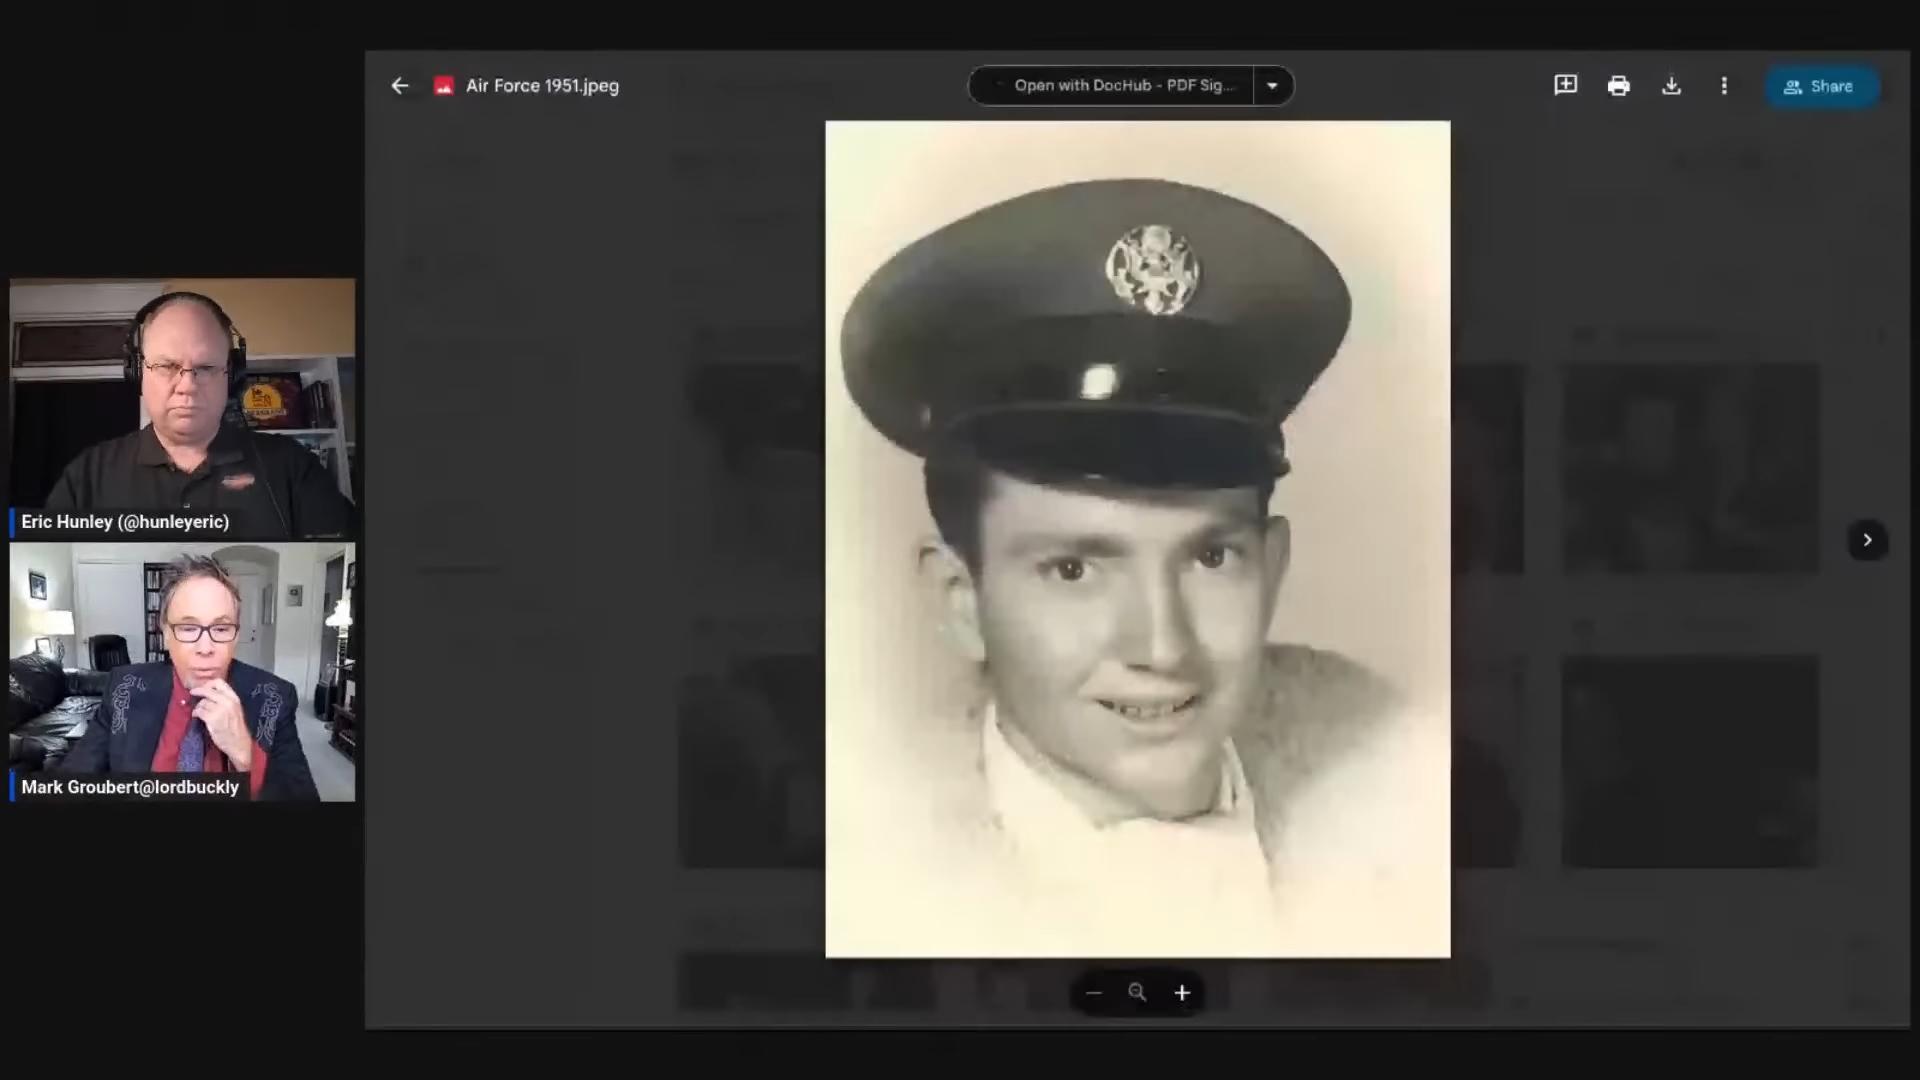 Air Force 1951.jpeg
Open with DocHub - PDF Sig...
Share
Eric Hunley (@hunleyeric)
Mark Groubert@lordbuckly